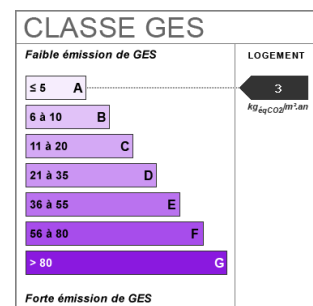 CLASSE GES
Faible émission de GES
LOGEMENT
≤ 5 A
3
kgéqCO2/m².an
6 à 10 B
11 à 20 C
21 à 35 D
36 à 55 E
56 à 80 F
> 80 G
Forte émission de GES